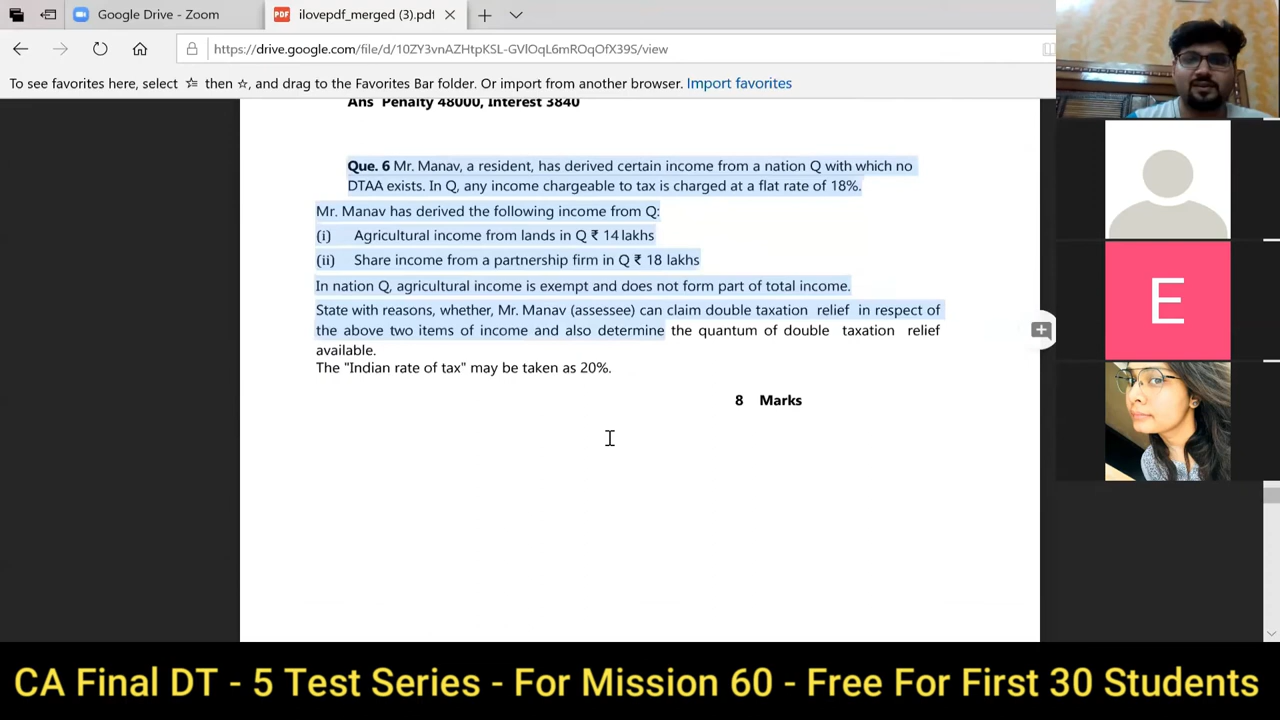 Google Drive - Zoom
PDF
ilovepdf_merged (3).pdf
https://drive.google.com/file/d/10ZY3vnAZHtpKSL-GVlOqL6mROqOfX39S/view
To see favorites here, select then ☆, and drag to the Favorites Bar folder. Or import from another browser. Import favorites
Ans Penalty 48000, Interest 3840
Que. 6 Mr. Manav, a resident, has derived certain income from a nation Q with which no
DTAA exists. In Q, any income chargeable to tax is charged at a flat rate of 18%.
Mr. Manav has derived the following income from Q:
(i) Agricultural income from lands in Q ₹ 14 lakhs
(ii) Share income from a partnership firm in Q ₹ 18 lakhs
In nation Q, agricultural income is exempt and does not form part of total income.
State with reasons, whether, Mr. Manav (assessee) can claim double taxation relief in respect of
the above two items of income and also determine the quantum of double taxation relief
available.
The "Indian rate of tax" may be taken as 20%.
8 Marks
E
CA Final DT - 5 Test Series - For Mission 60 - Free For First 30 Students